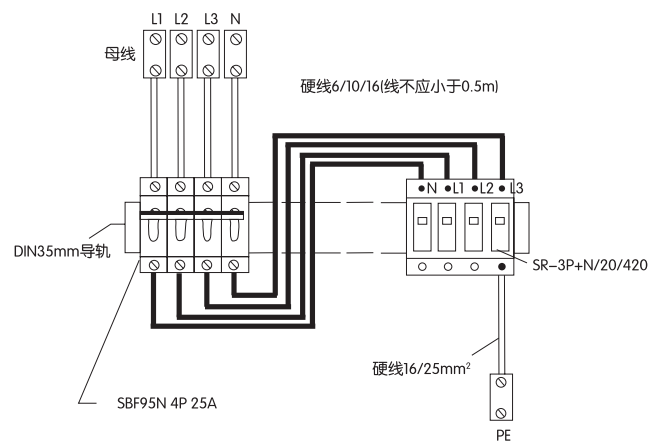 L1 L2 L3 N
母线
硬线6/10/16(线不应小于0.5m)
N L1 L2 L3
DIN35mm导轨
SR-3P+N/20/420
硬线16/25mm²
SBF95N 4P 25A
PE